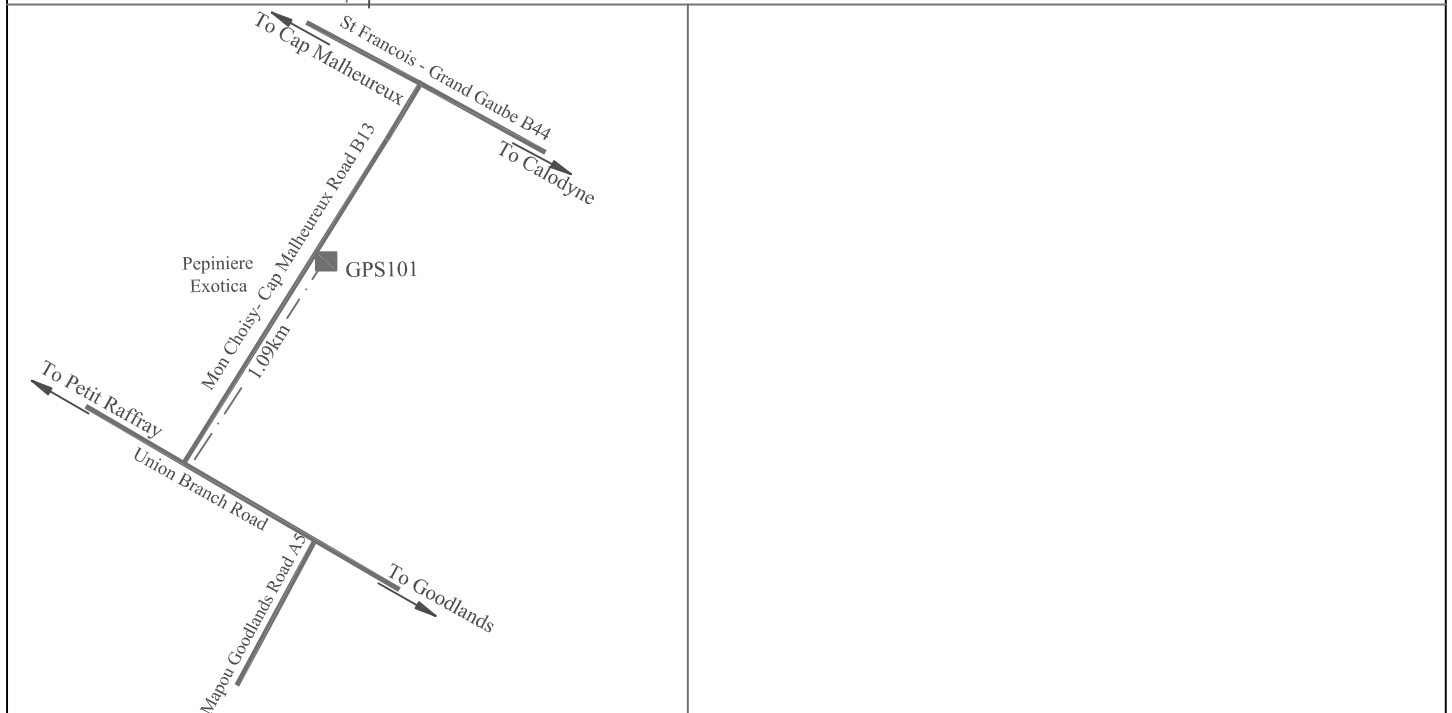 St Francois - Grand Gaube B44
To Cap Malheureux
To Calodyne
Mon Choisy- Cap Malheureux Road B13
Pepiniere
Exotica
GPS101
1.09km
To Petit Raffray
Union Branch Road
To Goodlands
Mapou Goodlands Road A5